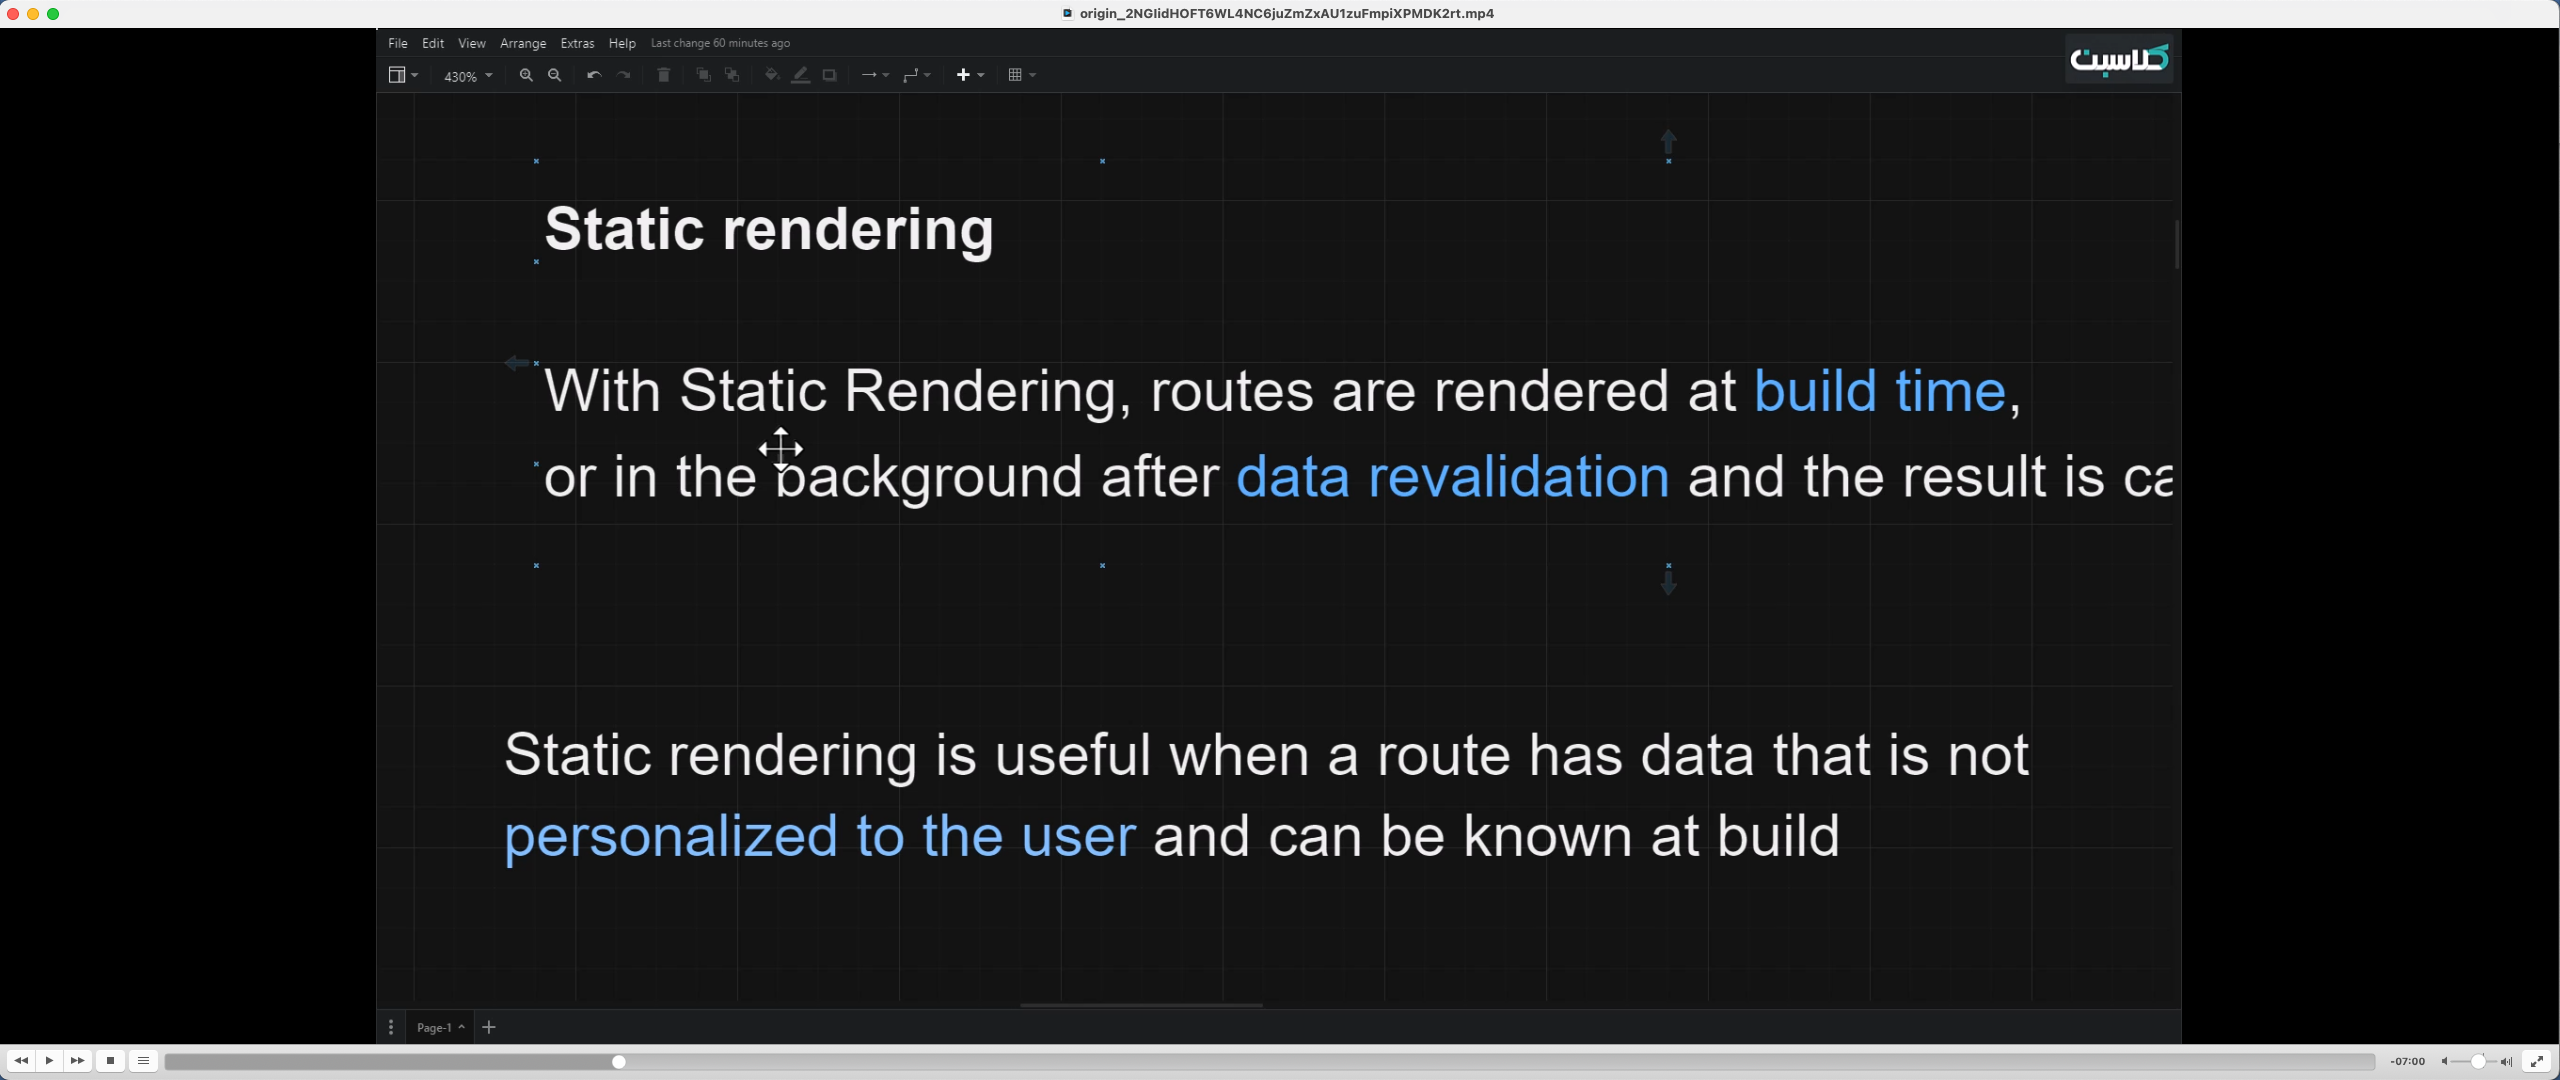 origin_2NGIidHOFT6WL4NC6juZmZxAU1zuFmpiXPMDK2rt.mp4
File Edit View Arrange Extras Help Last change 60 minutes ago
کلاسبت
430%
Static rendering
With Static Rendering, routes are rendered at build time,
or in the background after data revalidation and the result is ca
Static rendering is useful when a route has data that is not
personalized to the user and can be known at build
Page-1
-07:00